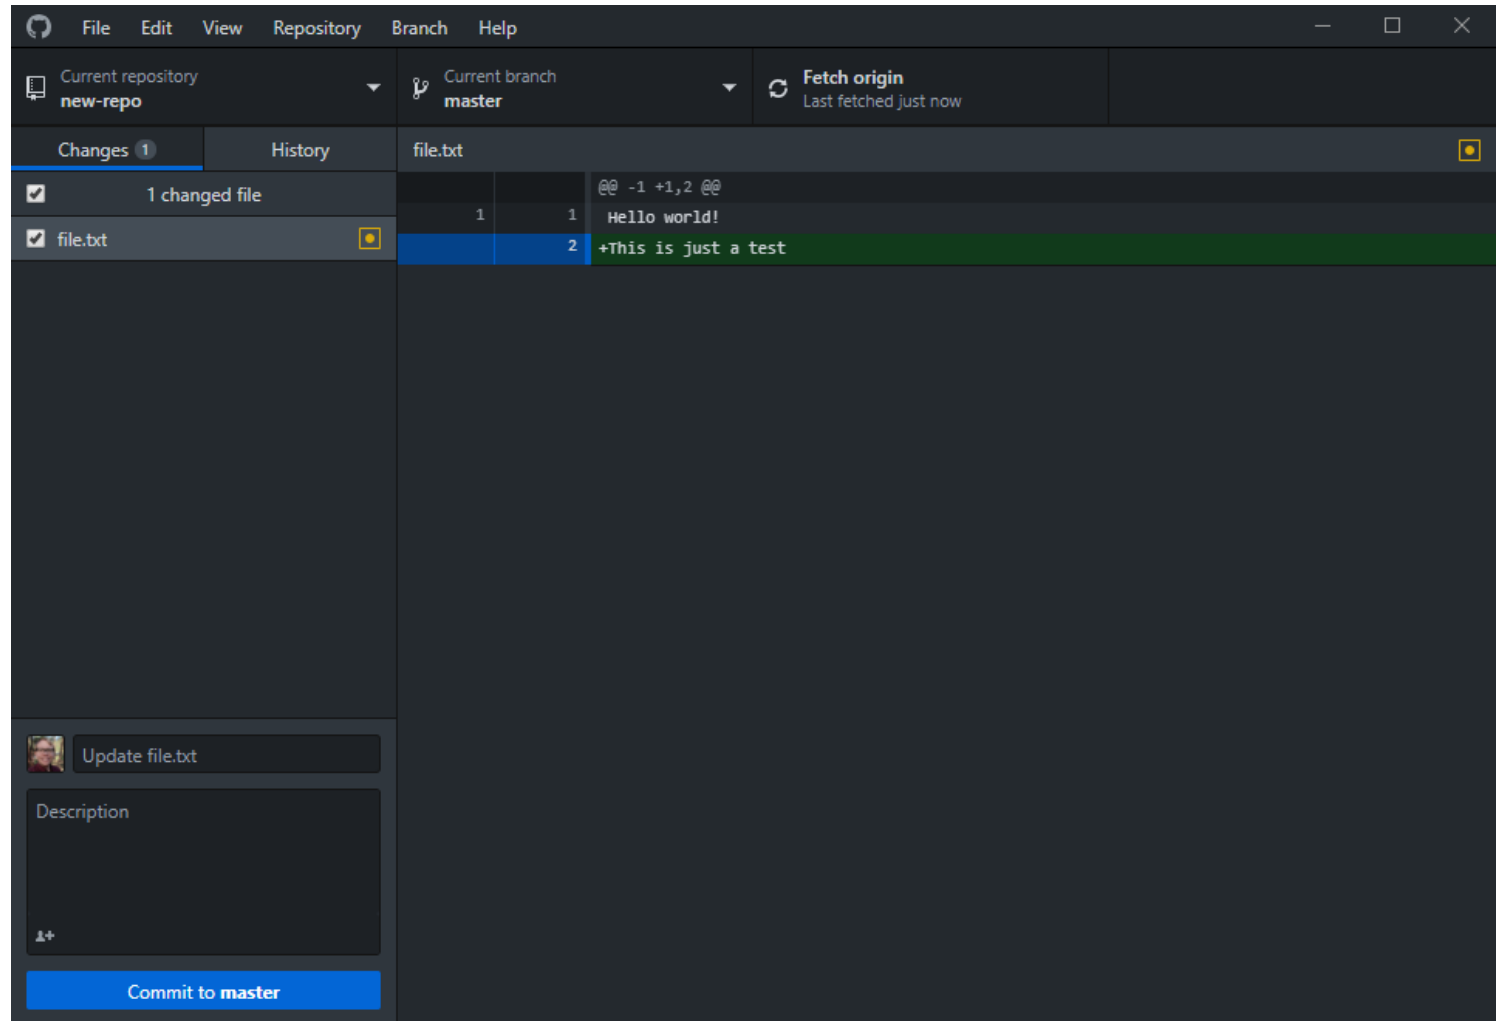 File Edit View Repository Branch Help
Current repository
new-repo
Current branch
master
Fetch origin
Last fetched just now
Changes 1
History
1 changed file
file.txt
file.txt
@@ -1 +1,2 @@
1 1 Hello world!
2 +This is just a test
Update file.txt
Description
Commit to master